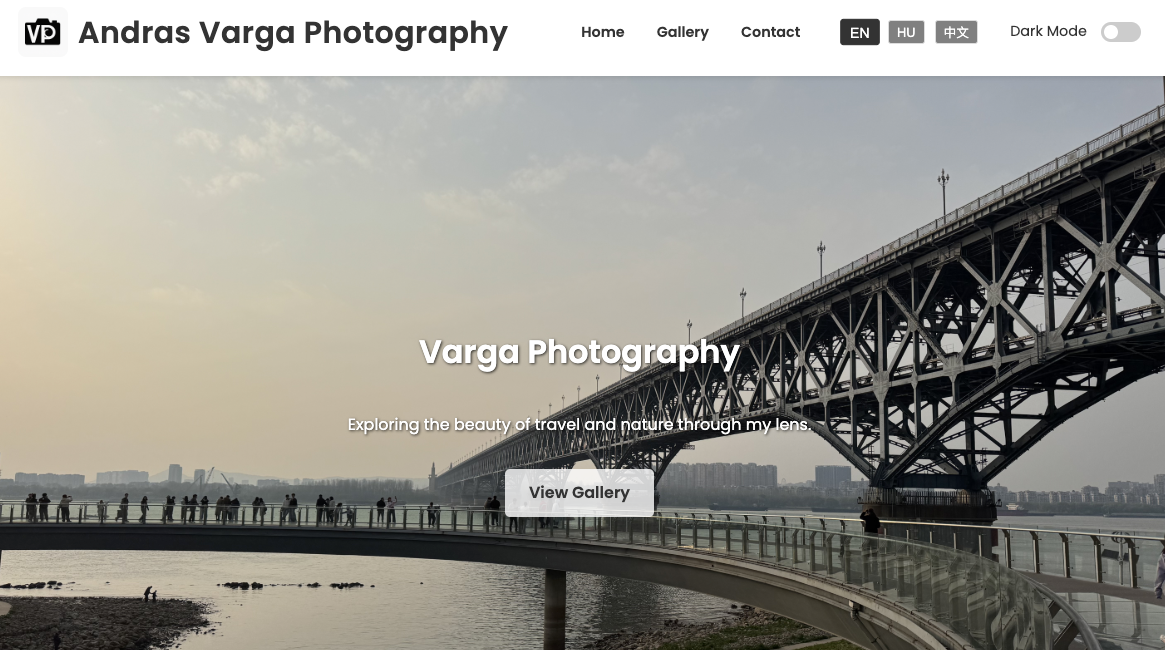 VP
Andras Varga Photography
Home
Gallery
Contact
EN
HU
中文
Dark Mode
Varga Photography
Exploring the beauty of travel and nature through my lens.
View Gallery